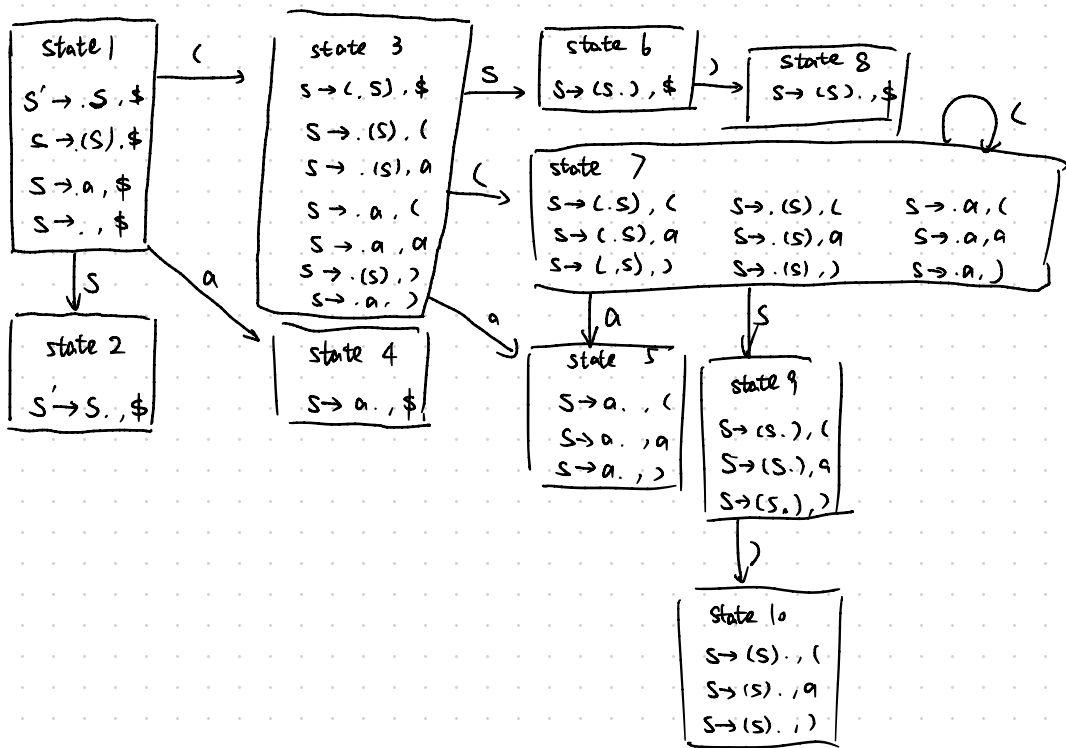 state 1
S' → .S , $
S → .(S) , $
S → .a , $
S → . , $
(
S
a
state 2
S' → S. , $
state 3
S → (.S) , $
S → .(S) , (
S → .(S) , a
S → .a , (
S → .a , a
S → .(S) , )
S → .a , )
S
(
a
state 4
S → a. , $
state 6
S → (S.) , $
)
state 8
S → (S). , $
(
state 7
S → (.S) , ( S → .(S) , ( S → .a , (
S → (.S) , a S → .(S) , a S → .a , a
S → (.S) , ) S → .(S) , ) S → .a , )
a
S
state 5
S → a. , (
S → a. , a
S → a. , )
state 9
S → (S.) , (
S → (S.) , a
S → (S.) , )
)
state 10
S → (S). , (
S → (S). , a
S → (S). , )